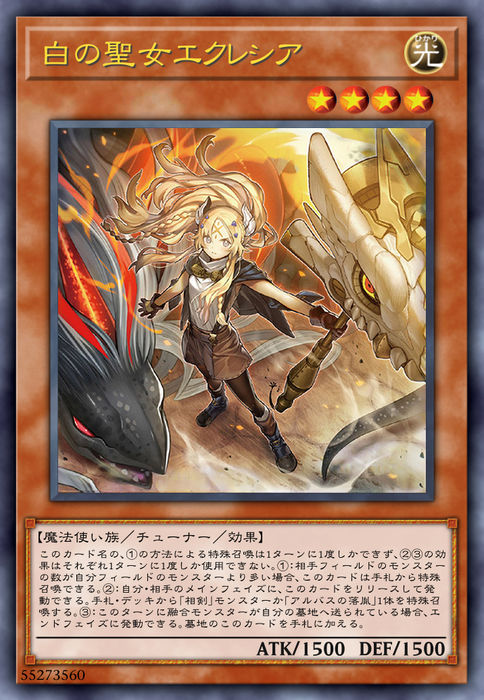 白の聖女エクレシア
光
ひかり
【魔法使い族／チューナー／効果】
このカード名の、①の方法による特殊召喚は1ターンに1度しかできず、②③の効
果はそれぞれ1ターンに1度しか使用できない。①：相手フィールドのモンスター
の数が自分フィールドのモンスターより多い場合、このカードは手札から特殊
召喚できる。②：自分・相手のメインフェイズに、このカードをリリースして発
動できる。手札・デッキから「相剣」モンスターか「アルバスの落胤」1体を特殊召
喚する。③：このターンに融合モンスターが自分の墓地へ送られている場合、エ
ンドフェイズに発動できる。墓地のこのカードを手札に加える。
ATK/1500 DEF/1500
55273560